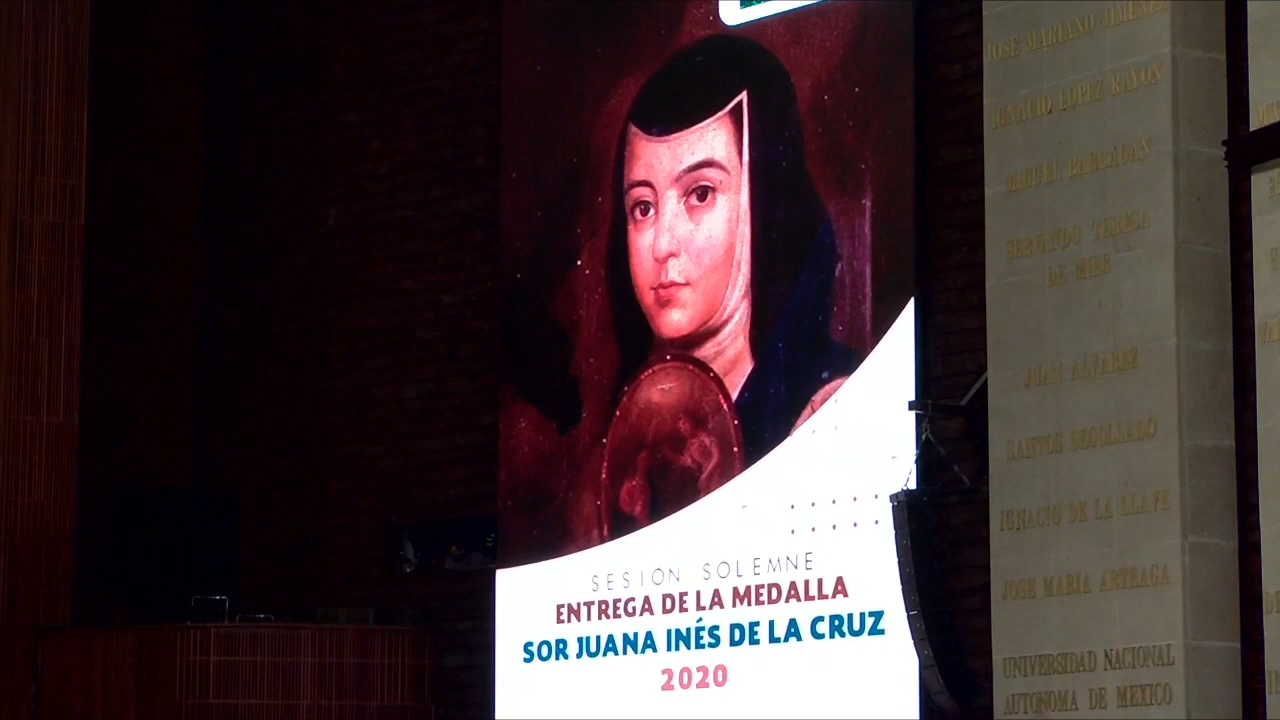 SESIÓN SOLEMNE
ENTREGA DE LA MEDALLA
SOR JUANA INÉS DE LA CRUZ
2020
JOSE MARIANO JIMENEZ
IGNACIO LOPEZ RAYON
MIGUEL BARRAGAN
SERVANDO TERESA
DE MIER
JUAN ALVAREZ
SANTOS DEGOLLADO
IGNACIO DE LA LLAVE
JOSE MARIA ARTEAGA
UNIVERSIDAD NACIONAL
AUTONOMA DE MEXICO